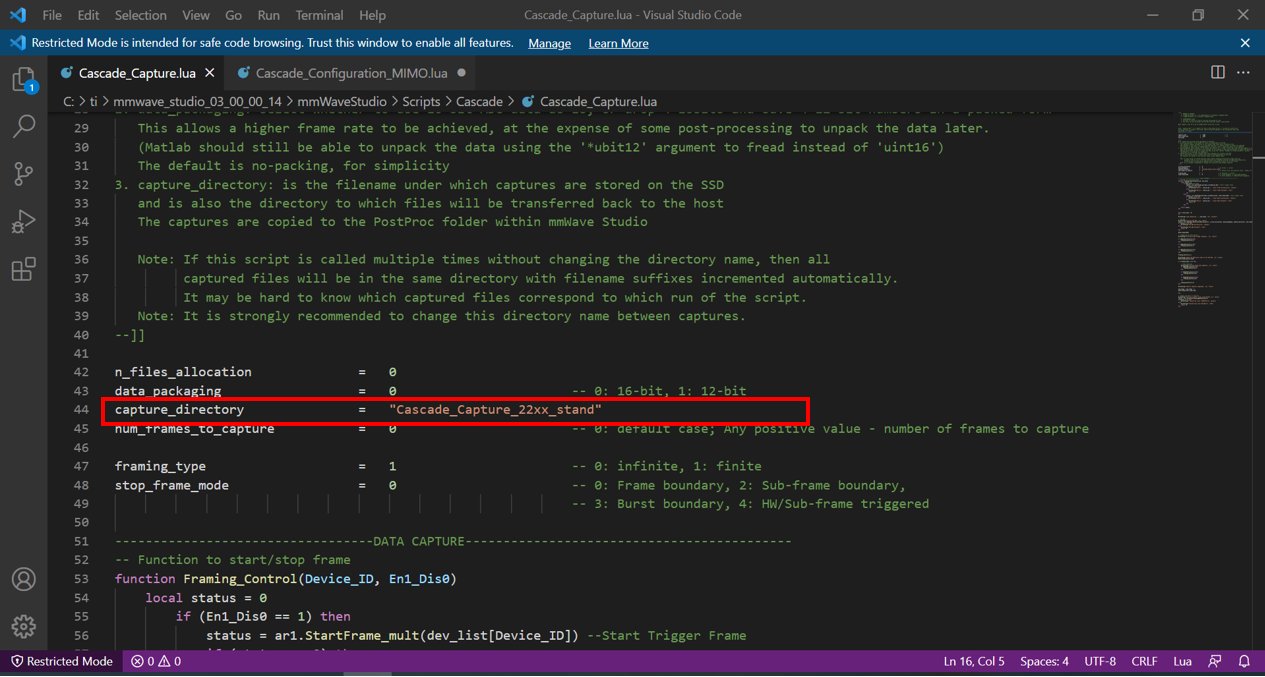 File Edit Selection View Go Run Terminal Help Cascade_Capture.lua - Visual Studio Code
Restricted Mode is intended for safe code browsing. Trust this window to enable all features. Manage Learn More
1
Cascade_Capture.lua Cascade_Configuration_MIMO.lua
C: > ti > mmwave_studio_03_00_00_14 > mmWaveStudio > Scripts > Cascade > Cascade_Capture.lua
29 This allows a higher frame rate to be achieved, at the expense of some post-processing to unpack the data later.
30 (Matlab should still be able to unpack the data using the '*ubit12' argument to fread instead of 'uint16')
31 The default is no-packing, for simplicity
32 3. capture_directory: is the filename under which captures are stored on the SSD
33 and is also the directory to which files will be transferred back to the host
34 The captures are copied to the PostProc folder within mmWave Studio
35
36 Note: If this script is called multiple times without changing the directory name, then all
37 captured files will be in the same directory with filename suffixes incremented automatically.
38 It may be hard to know which captured files correspond to which run of the script.
39 Note: It is strongly recommended to change this directory name between captures.
40 --]]
41
42 n_files_allocation = 0
43 data_packaging = 0 -- 0: 16-bit, 1: 12-bit
44 capture_directory = "Cascade_Capture_22xx_stand"
45 num_frames_to_capture = 0 -- 0: default case; Any positive value - number of frames to capture
46
47 framing_type = 1 -- 0: infinite, 1: finite
48 stop_frame_mode = 0 -- 0: Frame boundary, 2: Sub-frame boundary,
49 -- 3: Burst boundary, 4: HW/Sub-frame triggered
50
51 ----------------------------------DATA CAPTURE-------------------------------------------
52 -- Function to start/stop frame
53 function Framing_Control(Device_ID, En1_Dis0)
54 local status = 0
55 if (En1_Dis0 == 1) then
56 status = ar1.StartFrame_mult(dev_list[Device_ID]) --Start Trigger Frame
Restricted Mode 0 0 Ln 16, Col 5 Spaces: 4 UTF-8 CRLF Lua